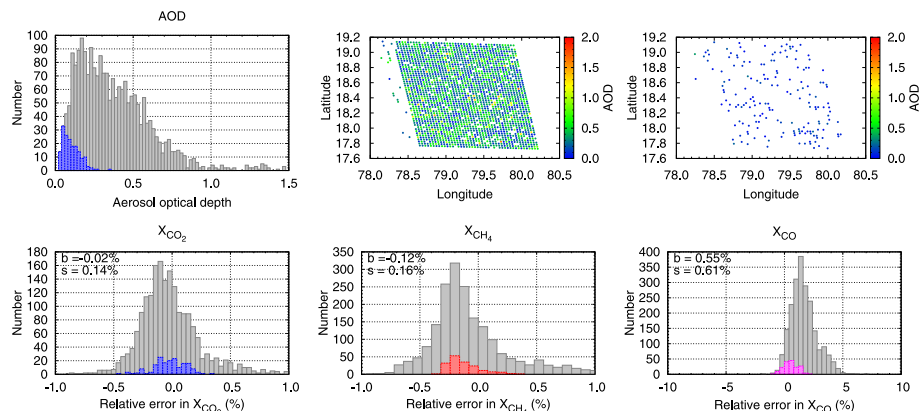 AOD
Number
100
90
80
70
60
50
40
30
20
10
0
0.0 0.5 1.0 1.5
Aerosol optical depth
Latitude
19.2
19.0
18.8
18.6
18.4
18.2
18.0
17.8
17.6
78.0 78.5 79.0 79.5 80.0 80.5
Longitude
2.0
1.5
1.0
0.5
0.0
AOD
Latitude
19.2
19.0
18.8
18.6
18.4
18.2
18.0
17.8
17.6
78.0 78.5 79.0 79.5 80.0 80.5
Longitude
2.0
1.5
1.0
0.5
0.0
AOD
X_CO₂
b =-0.02%
s = 0.14%
Number
180
160
140
120
100
80
60
40
20
0
-1.0 -0.5 0.0 0.5 1.0
Relative error in X_CO₂ (%)
X_CH₄
b =-0.12%
s = 0.16%
Number
350
300
250
200
150
100
50
0
-1.0 -0.5 0.0 0.5 1.0
Relative error in X_CH₄ (%)
X_CO
b = 0.55%
s = 0.61%
Number
400
350
300
250
200
150
100
50
0
-10 -5 0 5 10
Relative error in X_CO (%)